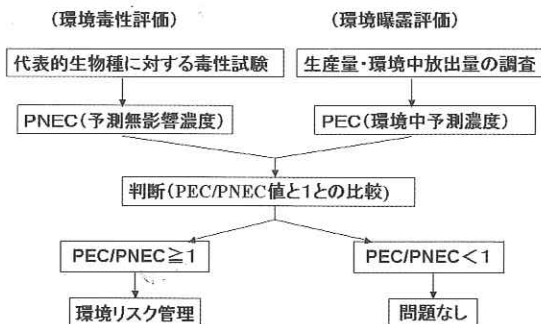 (環境毒性評価)
(環境曝露評価)
代表的生物種に対する毒性試験
生産量・環境中放出量の調査
PNEC(予測無影響濃度)
PEC(環境中予測濃度)
判断(PEC/PNEC値と1との比較)
PEC/PNEC≧1
PEC/PNEC<1
環境リスク管理
問題なし